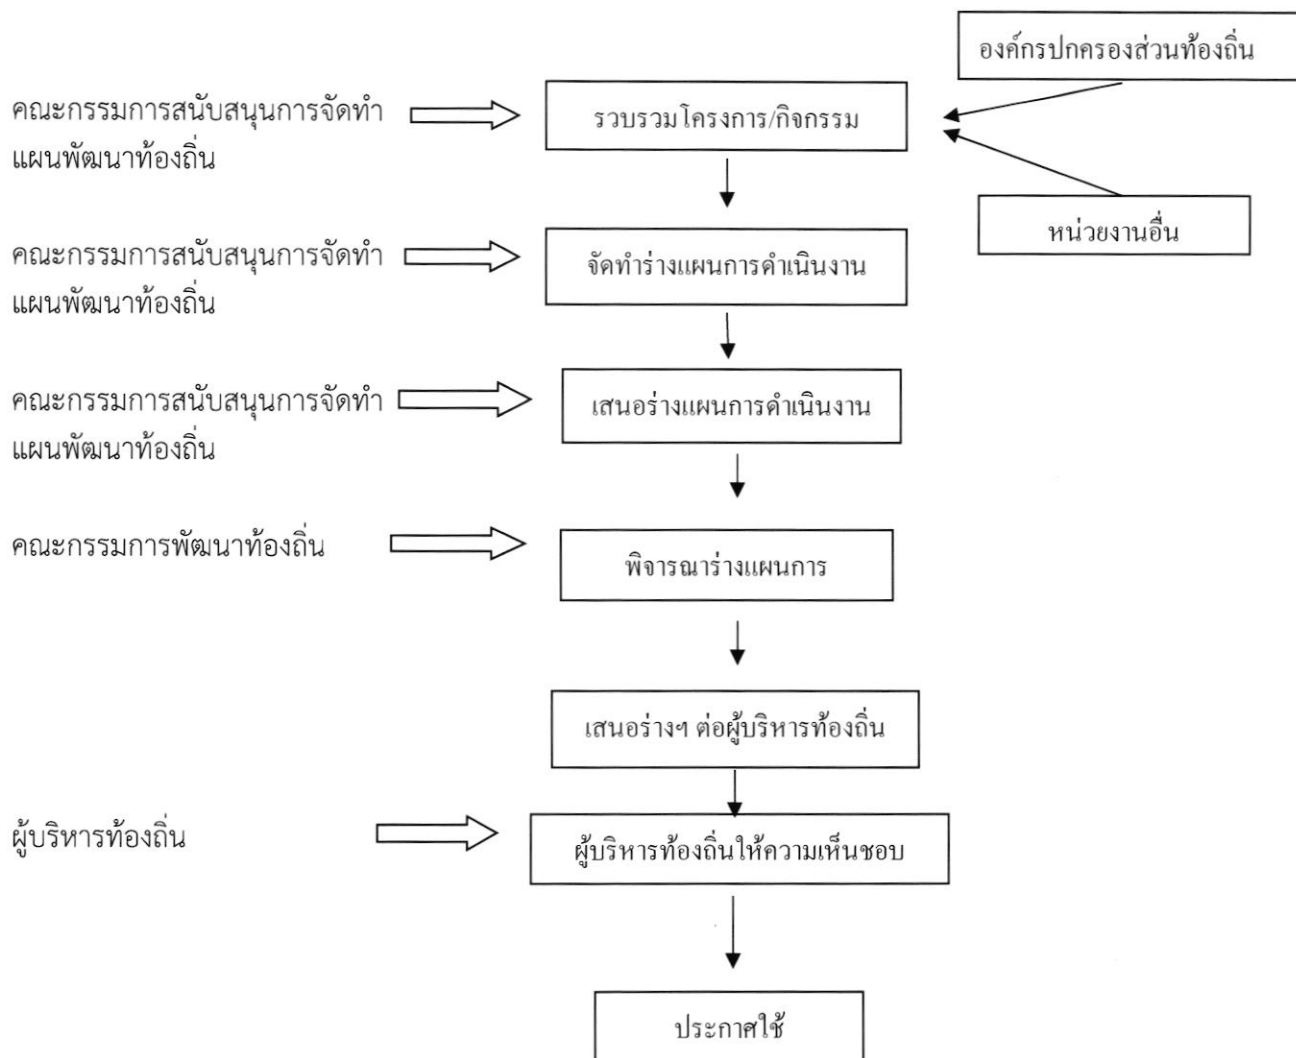 องค์กรปกครองส่วนท้องถิ่น
คณะกรรมการสนับสนุนการจัดทำ
แผนพัฒนาท้องถิ่น
รวบรวมโครงการ/กิจกรรม
หน่วยงานอื่น
คณะกรรมการสนับสนุนการจัดทำ
แผนพัฒนาท้องถิ่น
จัดทำร่างแผนการดำเนินงาน
คณะกรรมการสนับสนุนการจัดทำ
แผนพัฒนาท้องถิ่น
เสนอร่างแผนการดำเนินงาน
คณะกรรมการพัฒนาท้องถิ่น
พิจารณาร่างแผนการ
เสนอร่างฯ ต่อผู้บริหารท้องถิ่น
ผู้บริหารท้องถิ่น
ผู้บริหารท้องถิ่นให้ความเห็นชอบ
ประกาศใช้